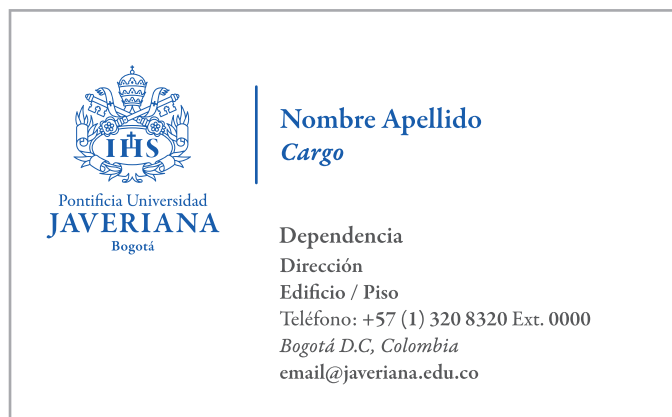 IHS
Pontificia Universidad
JAVERIANA
Bogotá
Nombre Apellido
Cargo
Dependencia
Dirección
Edificio / Piso
Teléfono: +57 (1) 320 8320 Ext. 0000
Bogotá D.C, Colombia
email@javeriana.edu.co